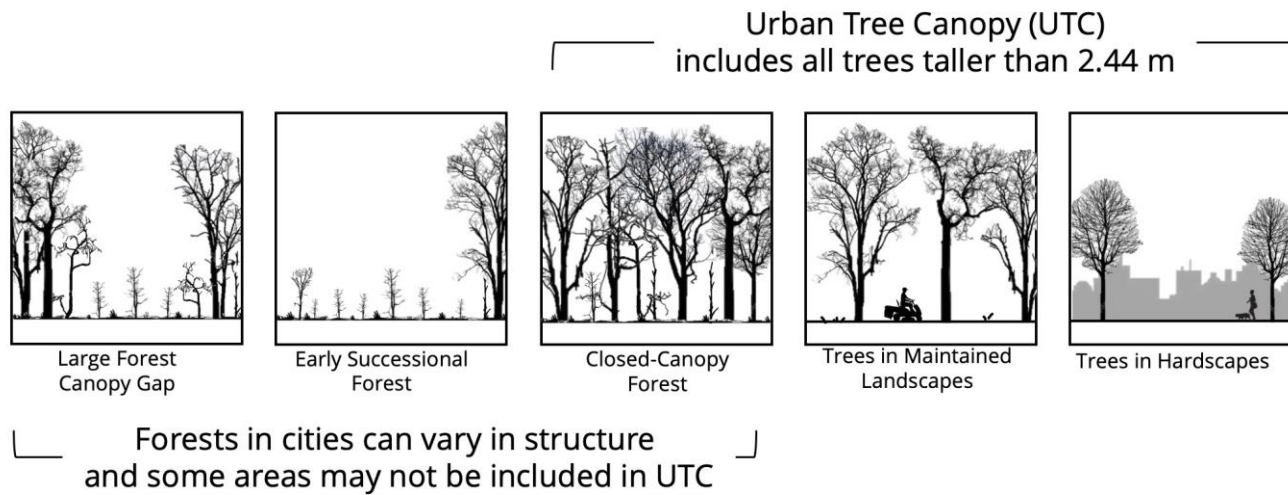 Urban Tree Canopy (UTC)
includes all trees taller than 2.44 m
Large Forest
Canopy Gap
Early Successional
Forest
Closed-Canopy
Forest
Trees in Maintained
Landscapes
Trees in Hardscapes
Forests in cities can vary in structure
and some areas may not be included in UTC